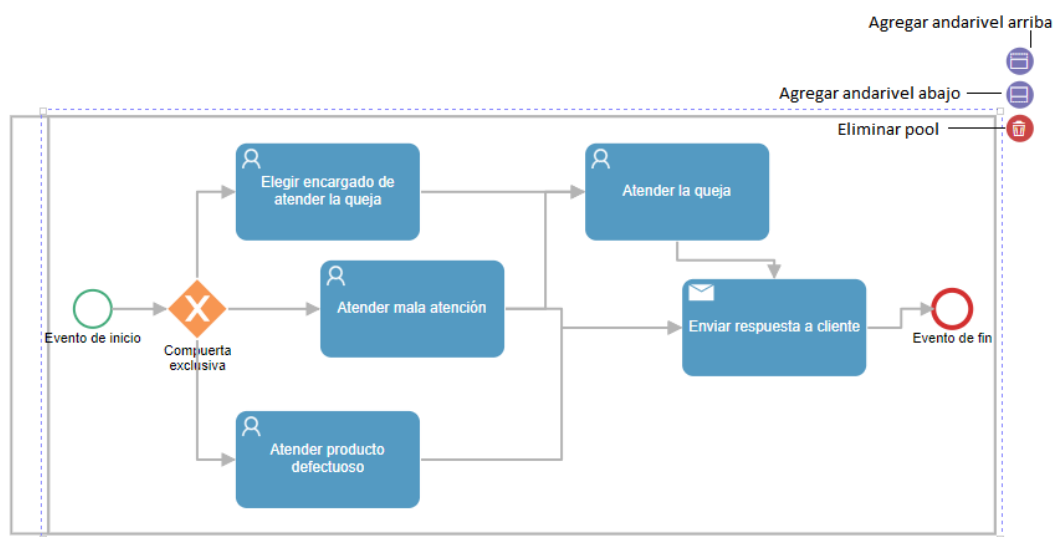 Agregar andarivel arriba
Agregar andarivel abajo
Eliminar pool
Elegir encargado de
atender la queja
Atender la queja
Atender mala atención
Enviar respuesta a cliente
Evento de inicio
X
Compuerta
exclusiva
Evento de fin
Atender producto
defectuoso